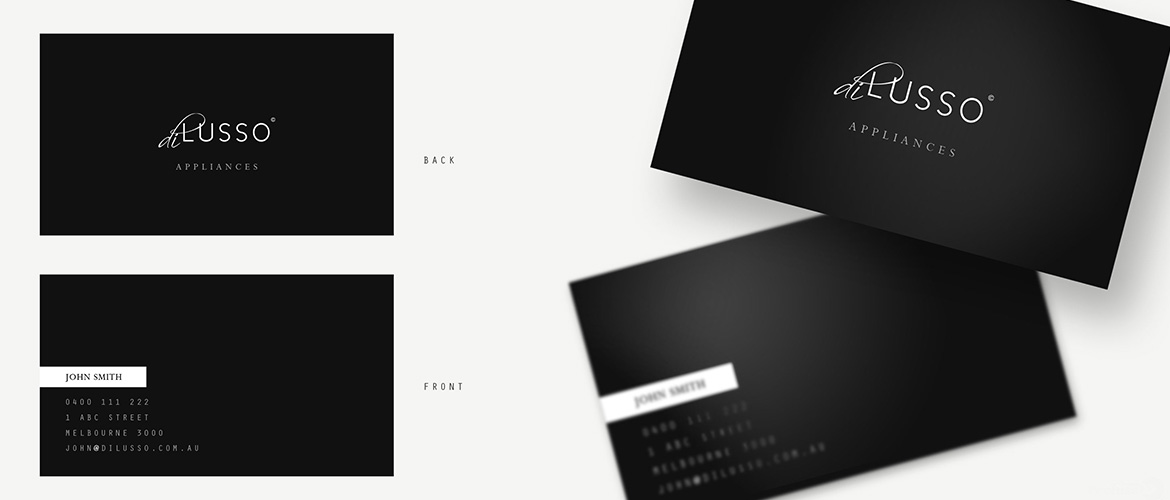 diLUSSO©
APPLIANCES
BACK
JOHN SMITH
0400 111 222
1 ABC STREET
MELBOURNE 3000
JOHN@DILUSSO.COM.AU
FRONT
diLUSSO©
APPLIANCES
JOHN SMITH
0400 111 222
1 ABC STREET
MELBOURNE 3000
JOHN@DILUSSO.COM.AU